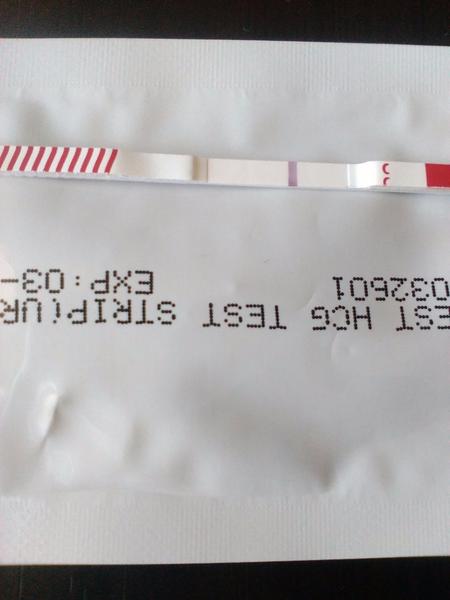 EST HCG TEST STRIP(UR
032601 EXP:03-